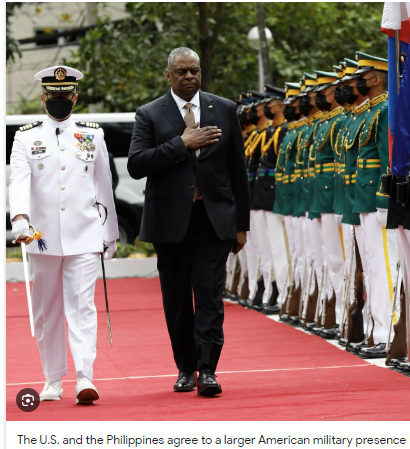 The U.S. and the Philippines agree to a larger American military presence